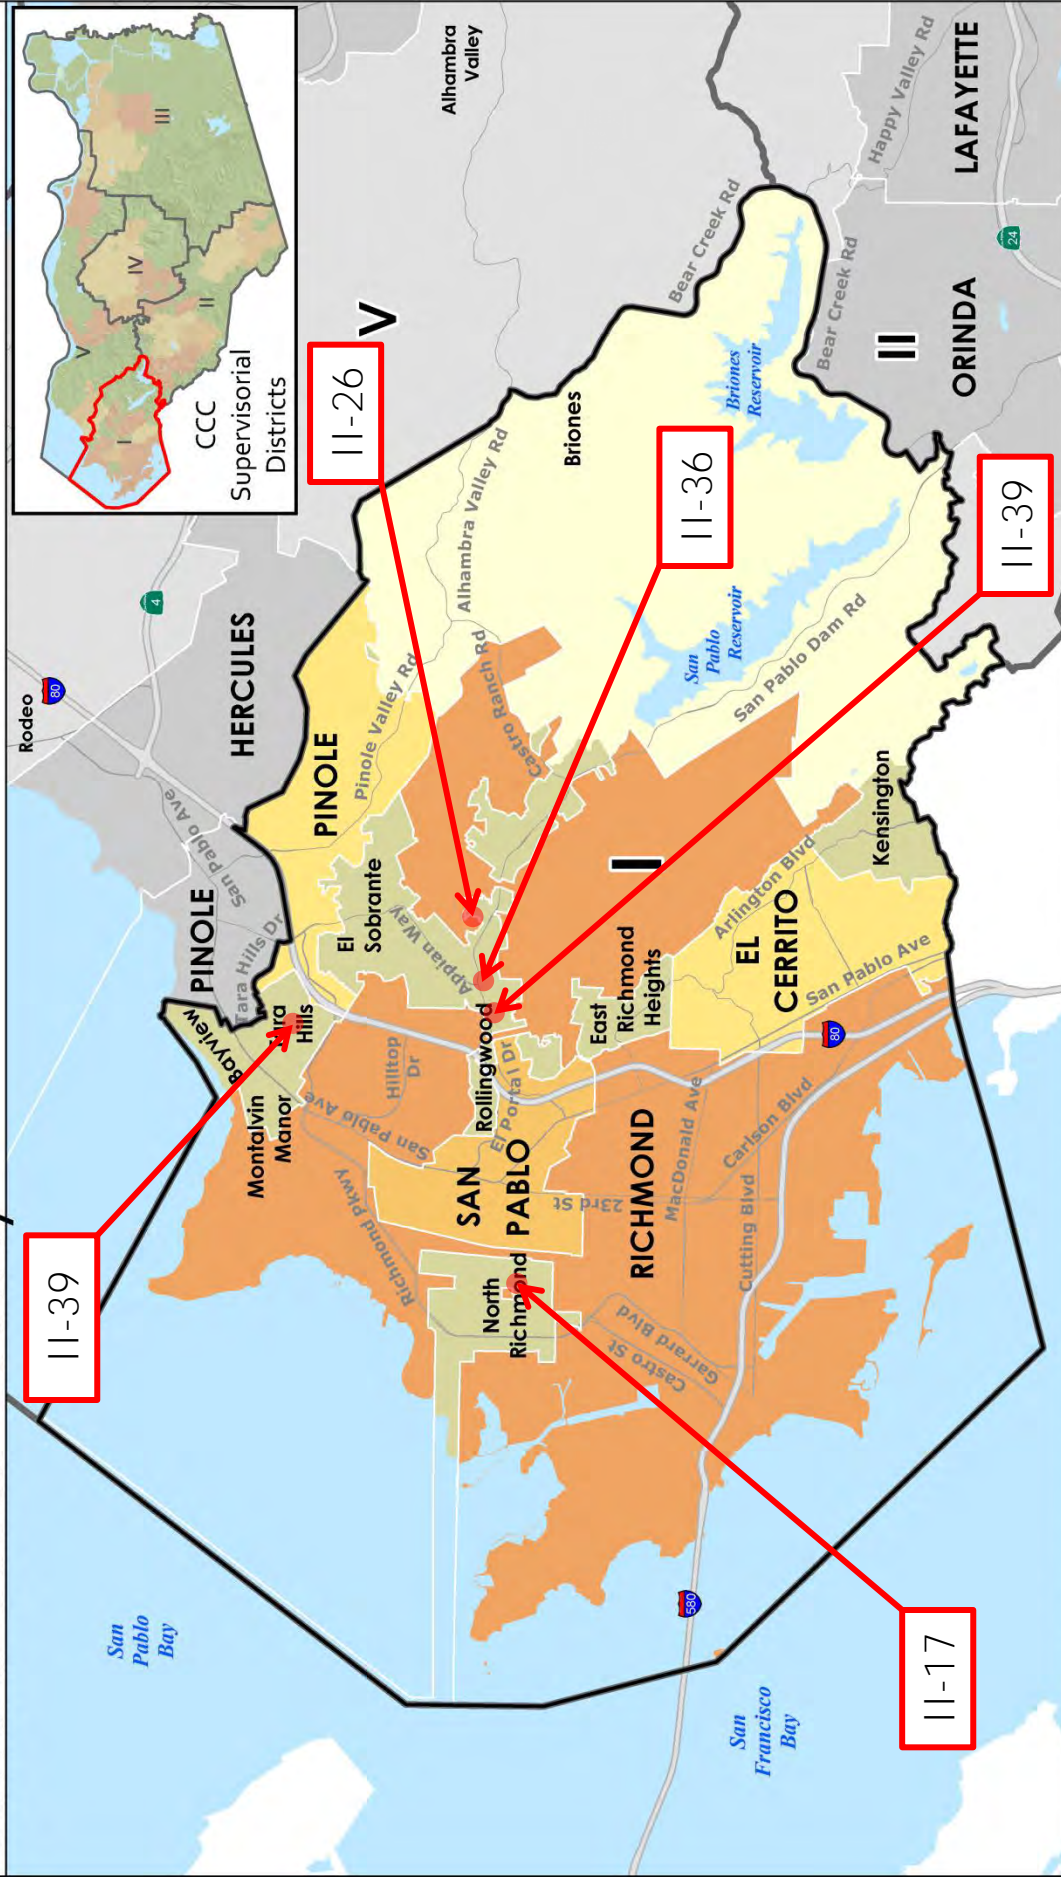 I
II
III
IV
V
CCC
Supervisorial
Districts
San
Pablo
Bay
San
Francisco
Bay
580
80
80
4
24
Rodeo
HERCULES
PINOLE
PINOLE
Alhambra
Valley
V
Briones
Briones
Reservoir
San
Pablo
Reservoir
II
ORINDA
LAFAYETTE
Happy Valley Rd
Bear Creek Rd
Bear Creek Rd
Alhambra Valley Rd
Pinole Valley Rd
Castro Ranch Rd
San Pablo Dam Rd
San Pablo Ave
Tara Hills Dr
Bayview
Hills
Montalvin
Manor
El
Sobrante
Appian Way
Hilltop
Dr
San Pablo Ave
Richmond Pkwy
Rollingwood
El Portal Dr
SAN
PABLO
23rd St
North
Richmond
RICHMOND
MacDonald Ave
Cutting Blvd
Carlson Blvd
Garrard Blvd
Castro St
East
Richmond
Heights
I
EL
CERRITO
Arlington Blvd
San Pablo Ave
Kensington
II-39
II-26
II-36
II-39
II-17